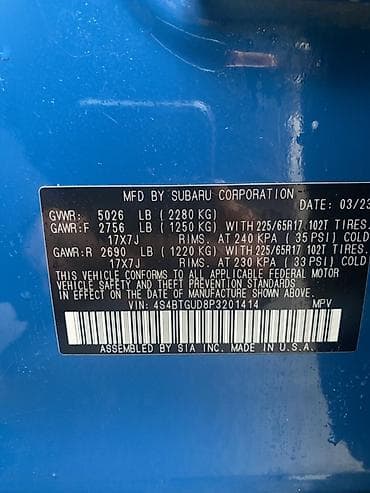 MFD BY SUBARU CORPORATION
DATE: 03/23
GVWR: 5026 LB (2280 KG)
GAWR:F 2756 LB (1250 KG) WITH 225/65R17 102T TIRES.
17X7J RIMS. AT 240 KPA (35 PSI) COLD
GAWR:R 2690 LB (1220 KG) WITH 225/65R17 102T TIRES.
17X7J RIMS. AT 230 KPA (33 PSI) COLD
THIS VEHICLE CONFORMS TO ALL APPLICABLE FEDERAL MOTOR
VEHICLE SAFETY AND THEFT PREVENTION STANDARDS
IN EFFECT ON THE DATE OF MANUFACTURE SHOWN ABOVE.
VIN: 4S4BTGUD8P3201414 MPV
ASSEMBLED BY SIA INC. MADE IN U.S.A.